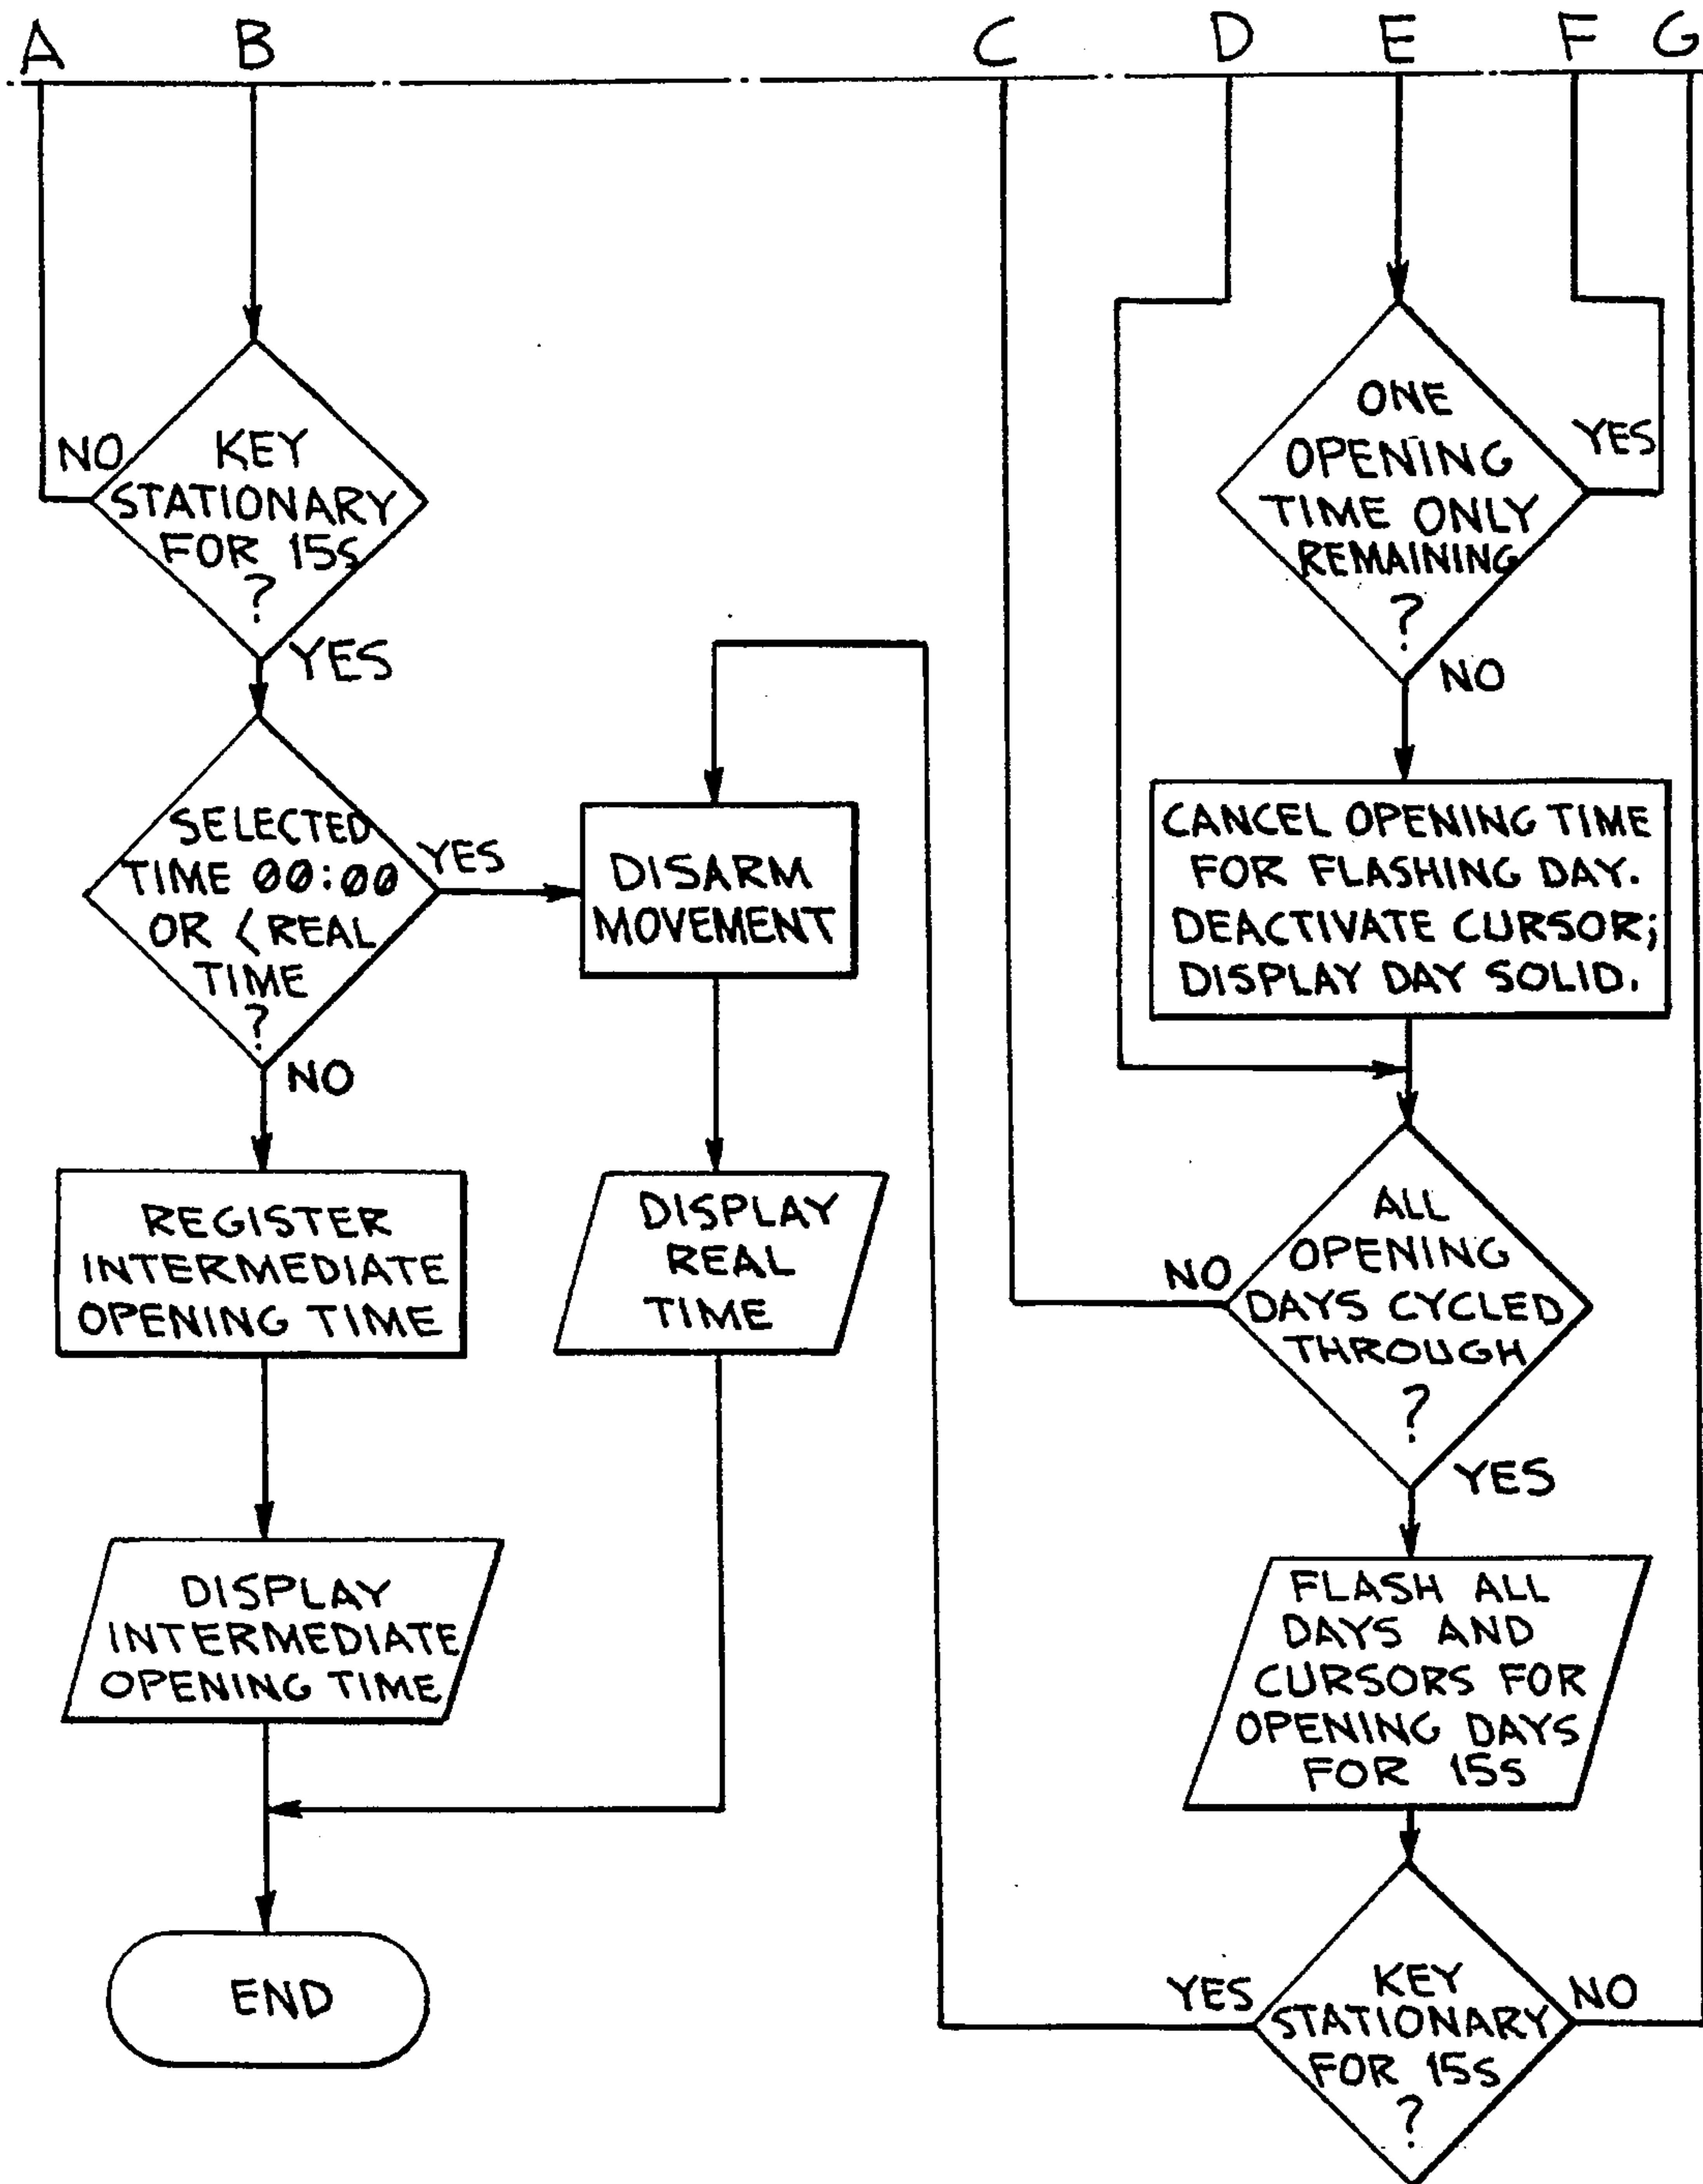 A B C D E F G
NO
KEY
STATIONARY
FOR 15S
?
YES
SELECTED
TIME 00:00
OR < REAL
TIME
?
YES
NO
DISARM
MOVEMENT
REGISTER
INTERMEDIATE
OPENING TIME
DISPLAY
REAL
TIME
DISPLAY
INTERMEDIATE
OPENING TIME
END
ONE
OPENING
TIME ONLY
REMAINING
?
YES
NO
CANCEL OPENING TIME
FOR FLASHING DAY.
DEACTIVATE CURSOR;
DISPLAY DAY SOLID.
ALL
OPENING
DAYS CYCLED
THROUGH
?
NO
YES
FLASH ALL
DAYS AND
CURSORS FOR
OPENING DAYS
FOR 15S
YES
KEY
STATIONARY
FOR 15S
?
NO